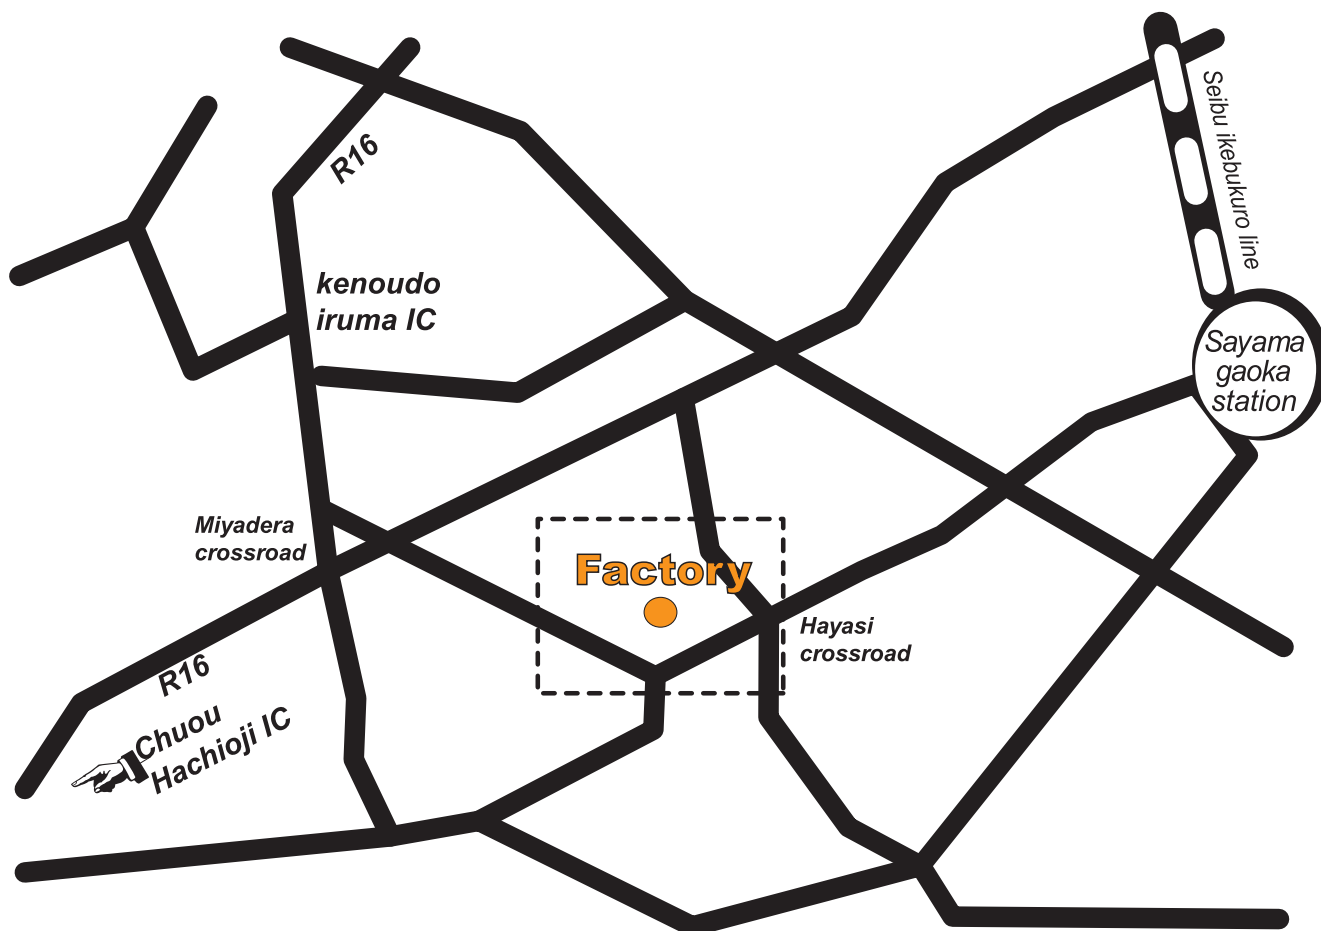 R16
Seibu ikebukuro line
kenoudo
iruma IC
Sayama
gaoka
station
Miyadera
crossroad
Factory
Hayasi
crossroad
R16
Chuou
Hachioji IC